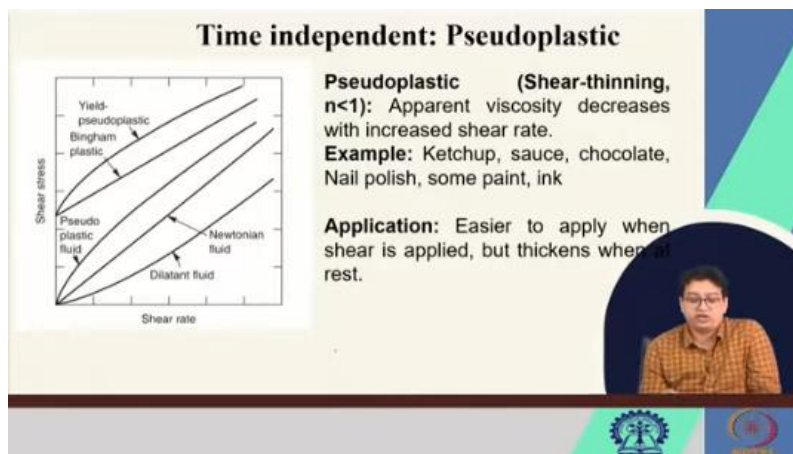 Time independent: Pseudoplastic
Yield-
pseudoplastic
Bingham
plastic
Shear stress
Pseudo
plastic
fluid
Newtonian
fluid
Dilatant fluid
Shear rate
Pseudoplastic (Shear-thinning,
n<1): Apparent viscosity decreases
with increased shear rate.
Example: Ketchup, sauce, chocolate,
Nail polish, some paint, ink
Application: Easier to apply when
shear is applied, but thickens when at
rest.